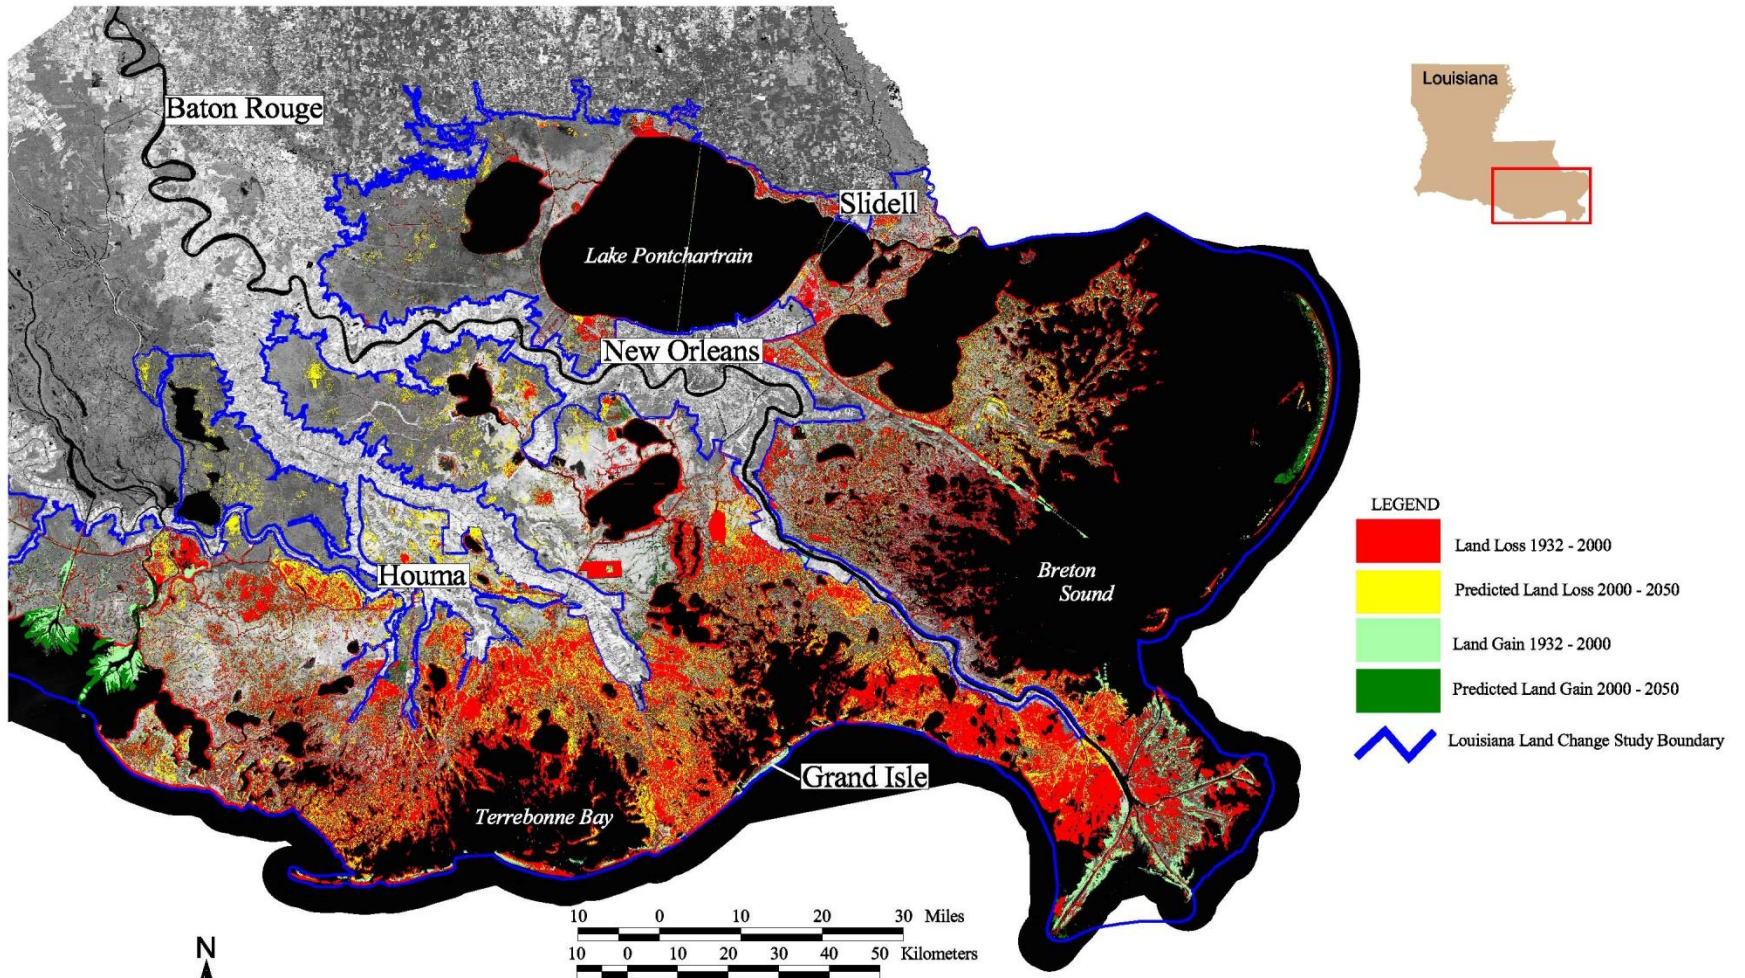 Louisiana
Baton Rouge
Slidell
Lake Pontchartrain
New Orleans
Breton
Sound
Houma
Grand Isle
Terrebonne Bay
LEGEND
Land Loss 1932 - 2000
Predicted Land Loss 2000 - 2050
Land Gain 1932 - 2000
Predicted Land Gain 2000 - 2050
Louisiana Land Change Study Boundary
10 0 10 20 30 Miles
10 0 10 20 30 40 50 Kilometers
N